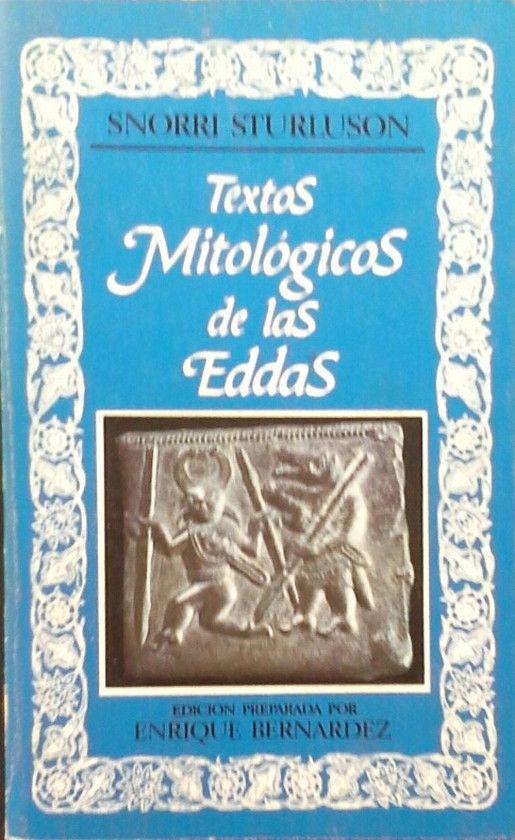 SNORRI STURLUSON
Textos
Mitológicos
de las
Eddas
EDICION PREPARADA POR
ENRIQUE BERNARDEZ